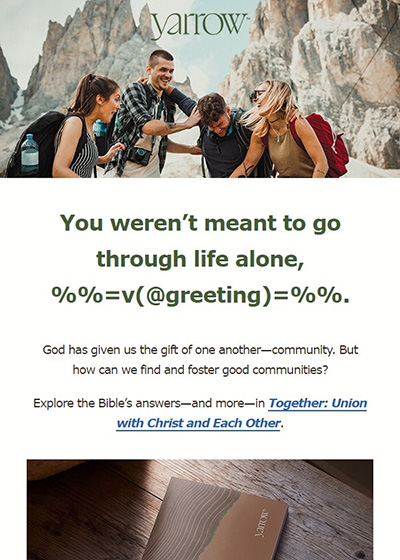 yarrow™
You weren’t meant to go
through life alone,
%%=v(@greeting)=%%.
God has given us the gift of one another—community. But
how can we find and foster good communities?
Explore the Bible’s answers—and more—in Together: Union
with Christ and Each Other.
yarrow